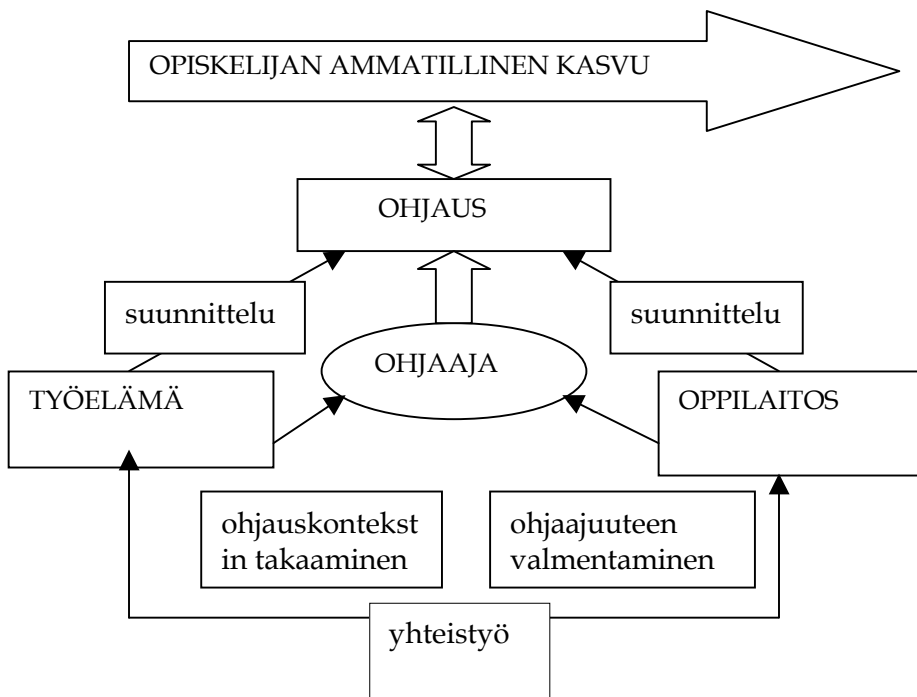 OPISKELIJAN AMMATILLINEN KASVU
OHJAUS
suunnittelu
suunnittelu
OHJAAJA
TYÖELÄMÄ
OPPILAITOS
ohjauskontekst
in takaaminen
ohjaajuuteen
valmentaminen
yhteistyö